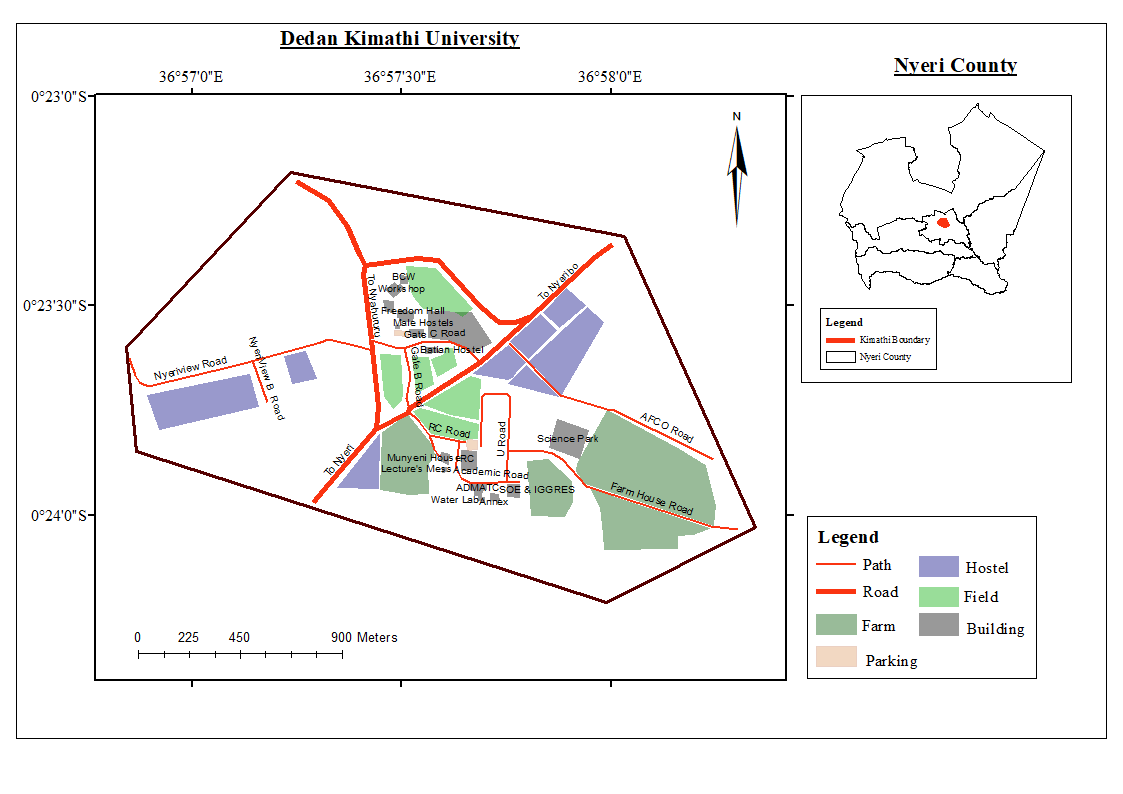 Dedan Kimathi University
Nyeri County
36°57'0"E
36°57'30"E
36°58'0"E
0°23'0"S
0°23'30"S
0°24'0"S
N
To Nyahururu
To Nyaribo
BCW
Workshop
Freedom Hall
Male Hostels
Gate C Road
Batian Hostel
Gate B Road
Nyeriview Road
Nyeriview B Road
To Nyeri
RC Road
U Road
Science Park
AFCO Road
Munyeni House
RC
Lecture's Mess
Academic Road
ADMATC
SOE & IGGRES
Water Lab
Annex
Farm House Road
0 225 450 900 Meters
Legend
Kimathi Boundary
Nyeri County
Legend
Path
Road
Farm
Parking
Hostel
Field
Building